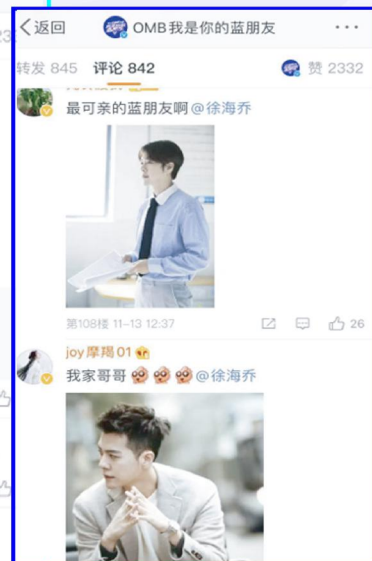 返回
OMB我是你的蓝朋友
转发 845 评论 842 赞 2332
最可亲的蓝朋友啊@徐海乔
第108楼 11-13 12:37 26
joy摩羯01
我家哥哥@徐海乔